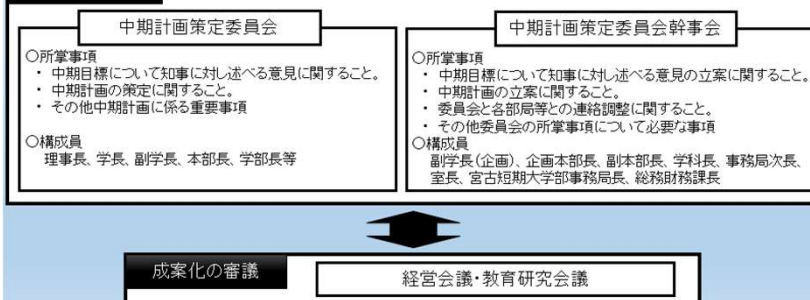 中期計画策定委員会
○所掌事項
・ 中期目標について知事に対し述べる意見に関すること。
・ 中期計画の策定に関すること。
・ その他中期計画に係る重要事項
○構成員
理事長、学長、副学長、本部長、学部長等
中期計画策定委員会幹事会
○所掌事項
・ 中期目標について知事に対し述べる意見の立案に関すること。
・ 中期計画の立案に関すること。
・ 委員会と各部局等との連絡調整に関すること。
・ その他委員会の所掌事項について必要な事項
○構成員
副学長(企画)、企画本部長、副本部長、学科長、事務局次長、
室長、宮古短期大学部事務局長、総務財務課長
成案化の審議
経営会議・教育研究会議